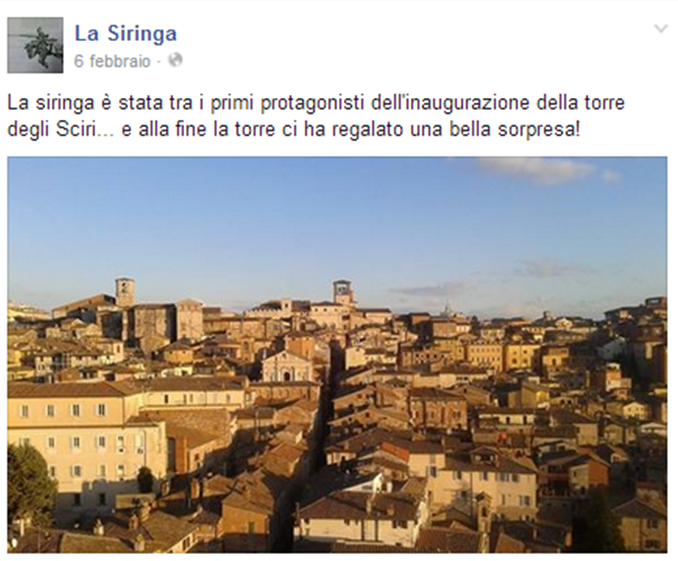 La Siringa
6 febbraio ·
La siringa è stata tra i primi protagonisti dell'inaugurazione della torre
degli Sciri... e alla fine la torre ci ha regalato una bella sorpresa!